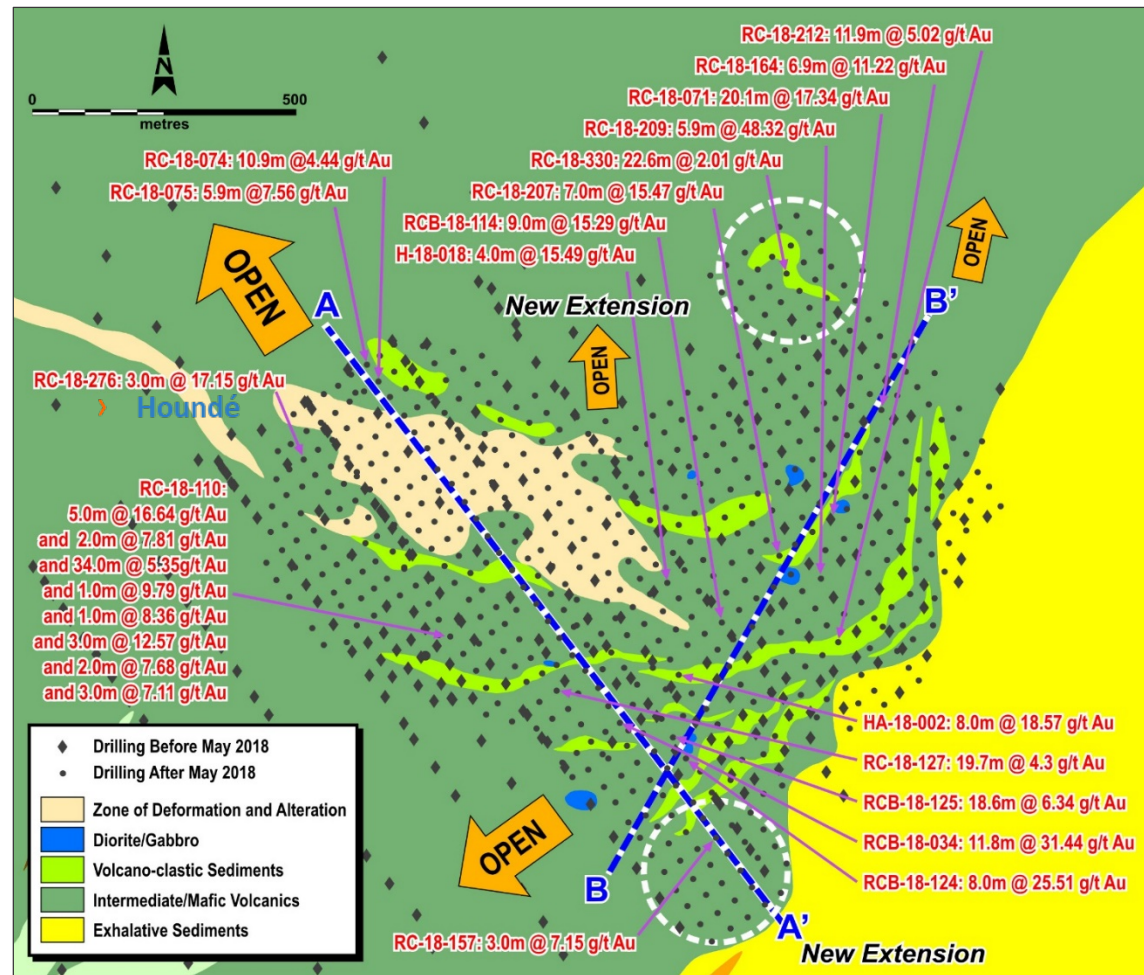 RC-18-212: 11.9m @ 5.02 g/t Au
RC-18-164: 6.9m @ 11.22 g/t Au
RC-18-071: 20.1m @ 17.34 g/t Au
RC-18-209: 5.9m @ 48.32 g/t Au
RC-18-330: 22.6m @ 2.01 g/t Au
RC-18-207: 7.0m @ 15.47 g/t Au
RCB-18-114: 9.0m @ 15.29 g/t Au
H-18-018: 4.0m @ 15.49 g/t Au
N
0 500
metres
RC-18-074: 10.9m @4.44 g/t Au
RC-18-075: 5.9m @7.56 g/t Au
OPEN
A
New Extension
OPEN
OPEN
B'
RC-18-276: 3.0m @ 17.15 g/t Au
Houndé
RC-18-110:
5.0m @ 16.64 g/t Au
and 2.0m @ 7.81 g/t Au
and 34.0m @ 5.35g/t Au
and 1.0m @ 9.79 g/t Au
and 1.0m @ 8.36 g/t Au
and 3.0m @ 12.57 g/t Au
and 2.0m @ 7.68 g/t Au
and 3.0m @ 7.11 g/t Au
HA-18-002: 8.0m @ 18.57 g/t Au
RC-18-127: 19.7m @ 4.3 g/t Au
RCB-18-125: 18.6m @ 6.34 g/t Au
RCB-18-034: 11.8m @ 31.44 g/t Au
RCB-18-124: 8.0m @ 25.51 g/t Au
OPEN
B
A'
New Extension
RC-18-157: 3.0m @ 7.15 g/t Au
Drilling Before May 2018
Drilling After May 2018
Zone of Deformation and Alteration
Diorite/Gabbro
Volcano-clastic Sediments
Intermediate/Mafic Volcanics
Exhalative Sediments